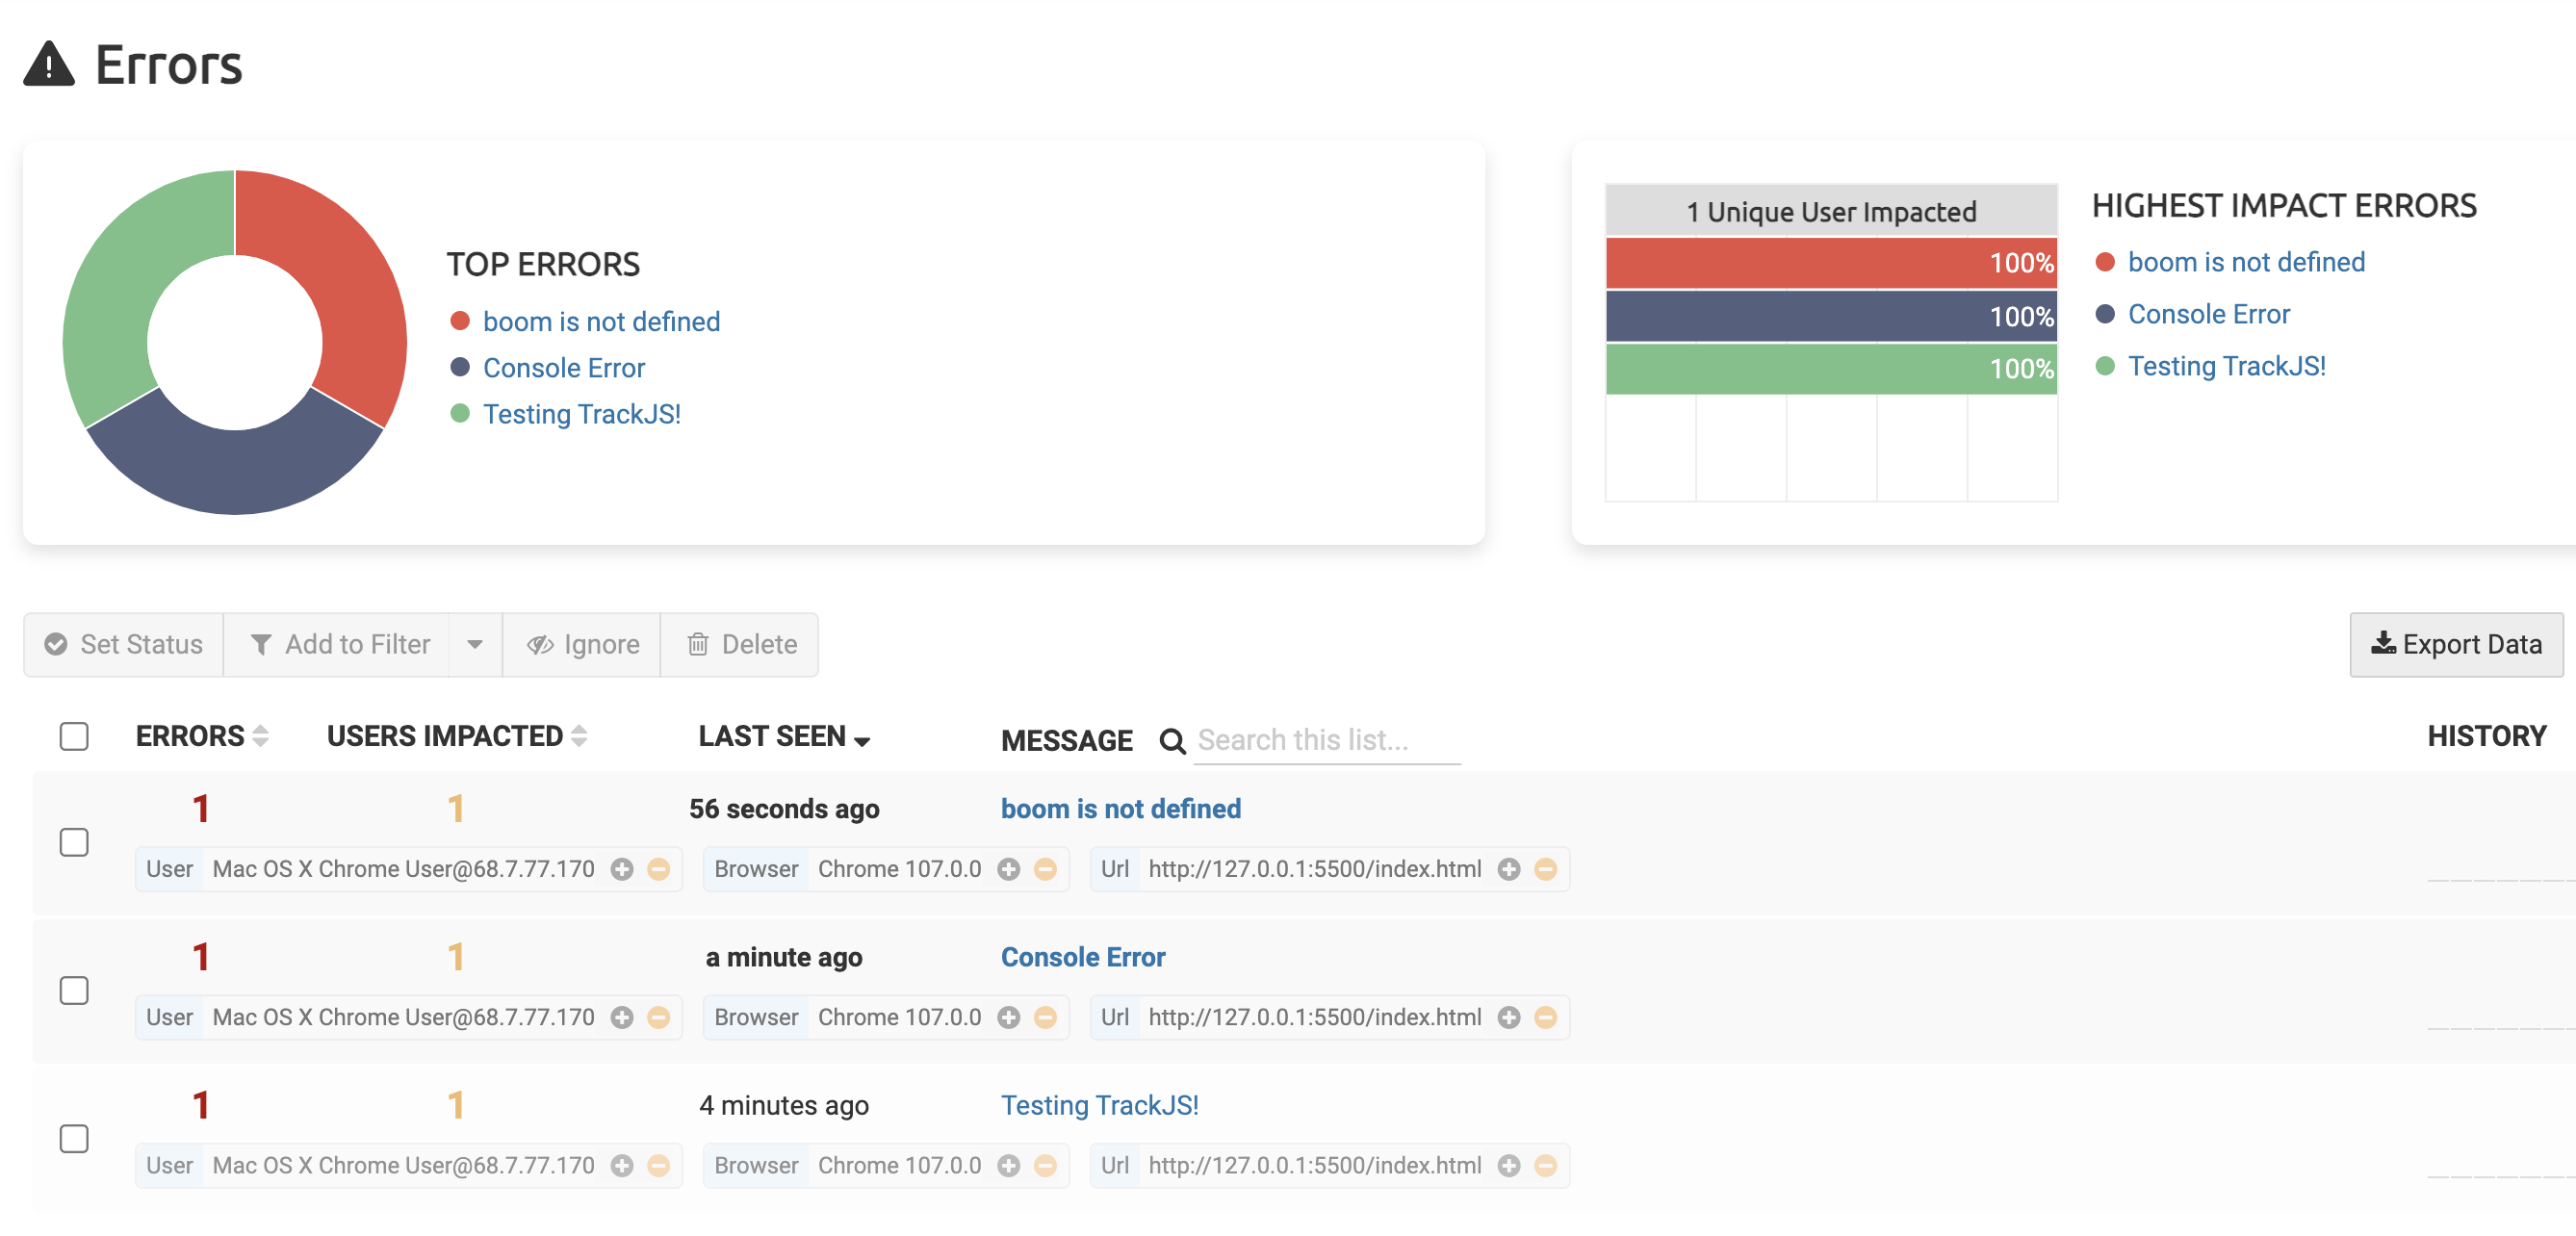 Errors
TOP ERRORS
boom is not defined
Console Error
Testing TrackJS!
1 Unique User Impacted
100%
100%
100%
HIGHEST IMPACT ERRORS
boom is not defined
Console Error
Testing TrackJS!
Set Status Add to Filter Ignore Delete Export Data
ERRORS USERS IMPACTED LAST SEEN MESSAGE Search this list... HISTORY
1 1 56 seconds ago boom is not defined
User Mac OS X Chrome User@68.7.77.170 Browser Chrome 107.0.0 Url http://127.0.0.1:5500/index.html
1 1 a minute ago Console Error
User Mac OS X Chrome User@68.7.77.170 Browser Chrome 107.0.0 Url http://127.0.0.1:5500/index.html
1 1 4 minutes ago Testing TrackJS!
User Mac OS X Chrome User@68.7.77.170 Browser Chrome 107.0.0 Url http://127.0.0.1:5500/index.html